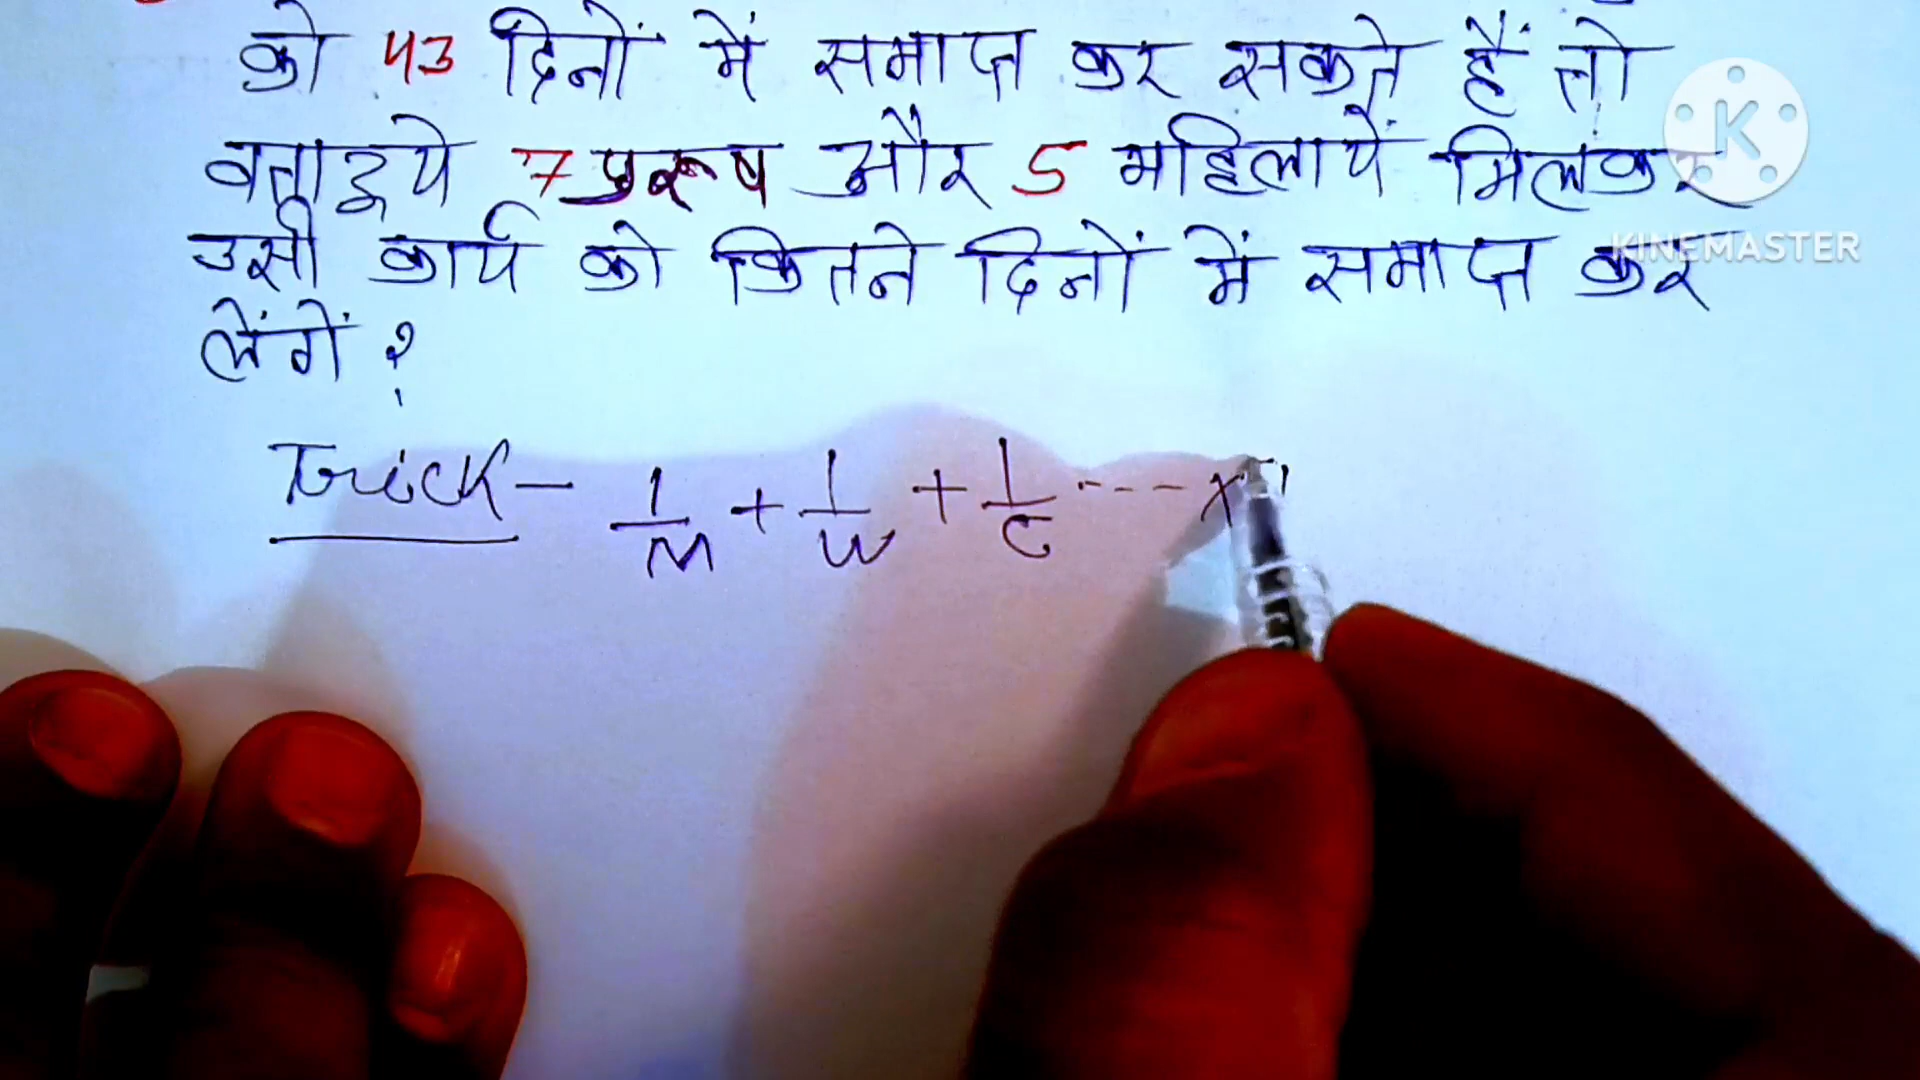 को 43 दिनों में समाप्त कर सकते हैं तो
बताइये 7 पुरूष और 5 महिलायें मिलकर
उसी कार्य को कितने दिनों में समाप्त कर
लेंगें ?
Trick - 1/M + 1/W + 1/C ---- ×
K
KINEMASTER